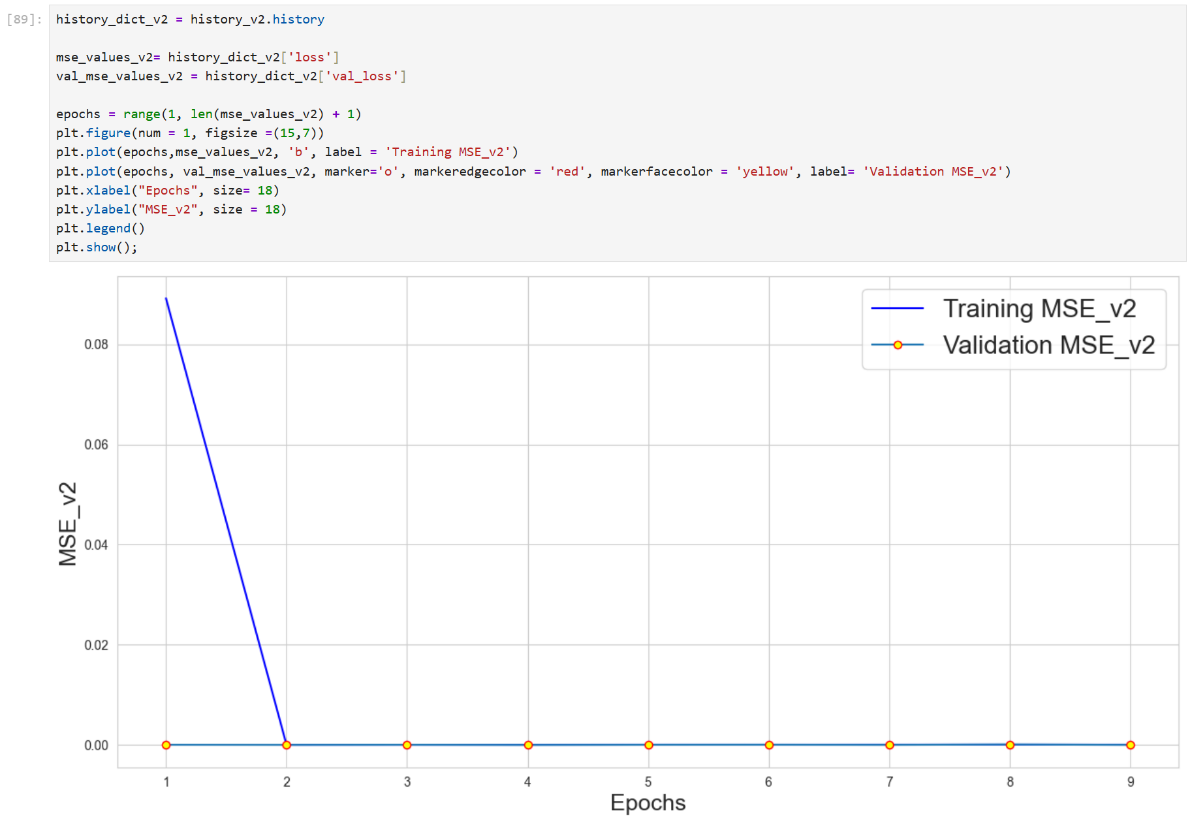 [89]:
history_dict_v2 = history_v2.history
mse_values_v2= history_dict_v2['loss']
val_mse_values_v2 = history_dict_v2['val_loss']
epochs = range(1, len(mse_values_v2) + 1)
plt.figure(num = 1, figsize =(15,7))
plt.plot(epochs,mse_values_v2, 'b', label = 'Training MSE_v2')
plt.plot(epochs, val_mse_values_v2, marker='o', markeredgecolor = 'red', markerfacecolor = 'yellow', label= 'Validation MSE_v2')
plt.xlabel("Epochs", size= 18)
plt.ylabel("MSE_v2", size = 18)
plt.legend()
plt.show();
Training MSE_v2
Validation MSE_v2
0.08
0.06
0.04
0.02
0.00
MSE_v2
1 2 3 4 5 6 7 8 9
Epochs